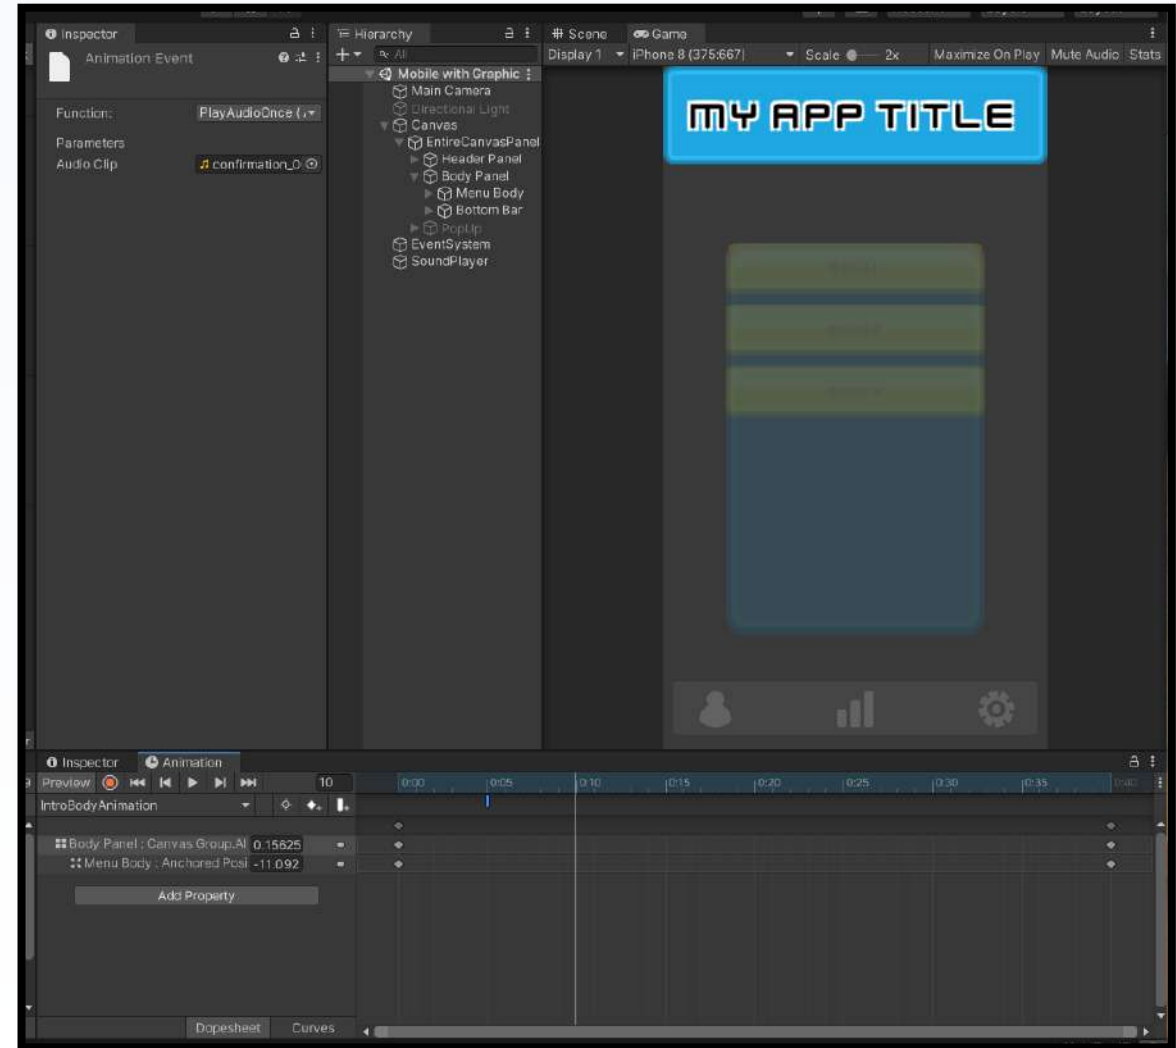 Inspector
Animation Event
Function:
PlayAudioOnce (
Parameters
Audio Clip
confirmation_0
Hierarchy
All
Mobile with Graphic
Main Camera
Directional Light
Canvas
EntireCanvasPanel
Header Panel
Body Panel
Menu Body
Bottom Bar
PopUp
EventSystem
SoundPlayer
# Scene
Game
Display 1
iPhone 8 (375:667)
Scale
2x
Maximize On Play
Mute Audio
Stats
MY APP TITLE
Inspector
Animation
Preview
10
0:00
0:05
0:10
0:15
0:20
0:25
0:30
0:35
0:40
IntroBodyAnimation
Body Panel : Canvas Group.Al
0.15625
Menu Body : Anchored Posi
-11.092
Add Property
Dopesheet
Curves